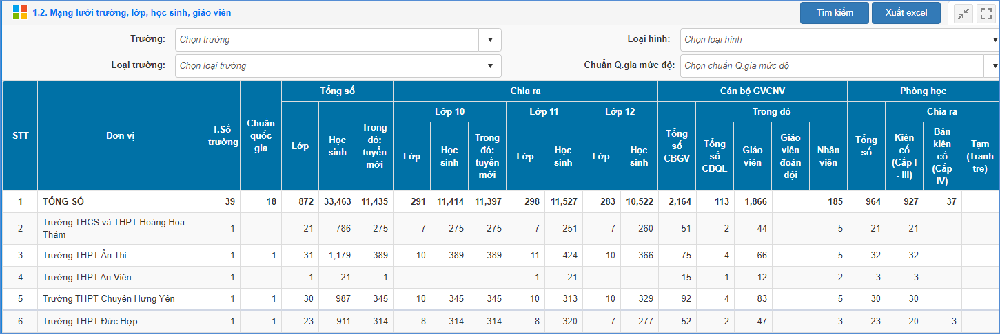 1.2. Mạng lưới trường, lớp, học sinh, giáo viên
Tìm kiếm
Xuất excel
Trường: Chọn trường
Loại hình: Chọn loại hình
Loại trường: Chọn loại trường
Chuẩn Q.gia mức độ: Chọn chuẩn Q.gia mức độ
STT
Đơn vị
T.Số
trường
Chuẩn
quốc
gia
Tổng số
Lớp
Học
sinh
Trong
đó:
tuyển
mới
Chia ra
Lớp 10
Lớp
Học
sinh
Trong
đó:
tuyển
mới
Lớp 11
Lớp
Học
sinh
Lớp 12
Lớp
Học
sinh
Cán bộ GVCNV
Tổng
số
CBGV
Trong đó
Tổng
số
CBQL
Giáo
viên
Giáo
viên
đoàn
đội
Nhân
viên
Phòng học
Tổng
số
Chia ra
Kiên
cố
(Cấp I
- III)
Bán
kiên
cố
(Cấp
IV)
Tạm
(Tranh
tre)
1 TỔNG SỐ 39 18 872 33,463 11,435 291 11,414 11,397 298 11,527 283 10,522 2,164 113 1,866 185 964 927 37
2 Trường THCS và THPT Hoàng Hoa
Thám 1 21 786 275 7 275 275 7 251 7 260 51 2 44 5 21 21
3 Trường THPT Ân Thi 1 1 31 1,179 389 10 389 389 11 424 10 366 75 4 66 5 32 32
4 Trường THPT An Viên 1 1 21 1 1 21 15 1 12 2 3 3
5 Trường THPT Chuyên Hưng Yên 1 1 30 987 345 10 345 345 10 313 10 329 92 4 83 5 30 30
6 Trường THPT Đức Hợp 1 1 23 911 314 8 314 314 8 320 7 277 52 2 47 3 23 20 3